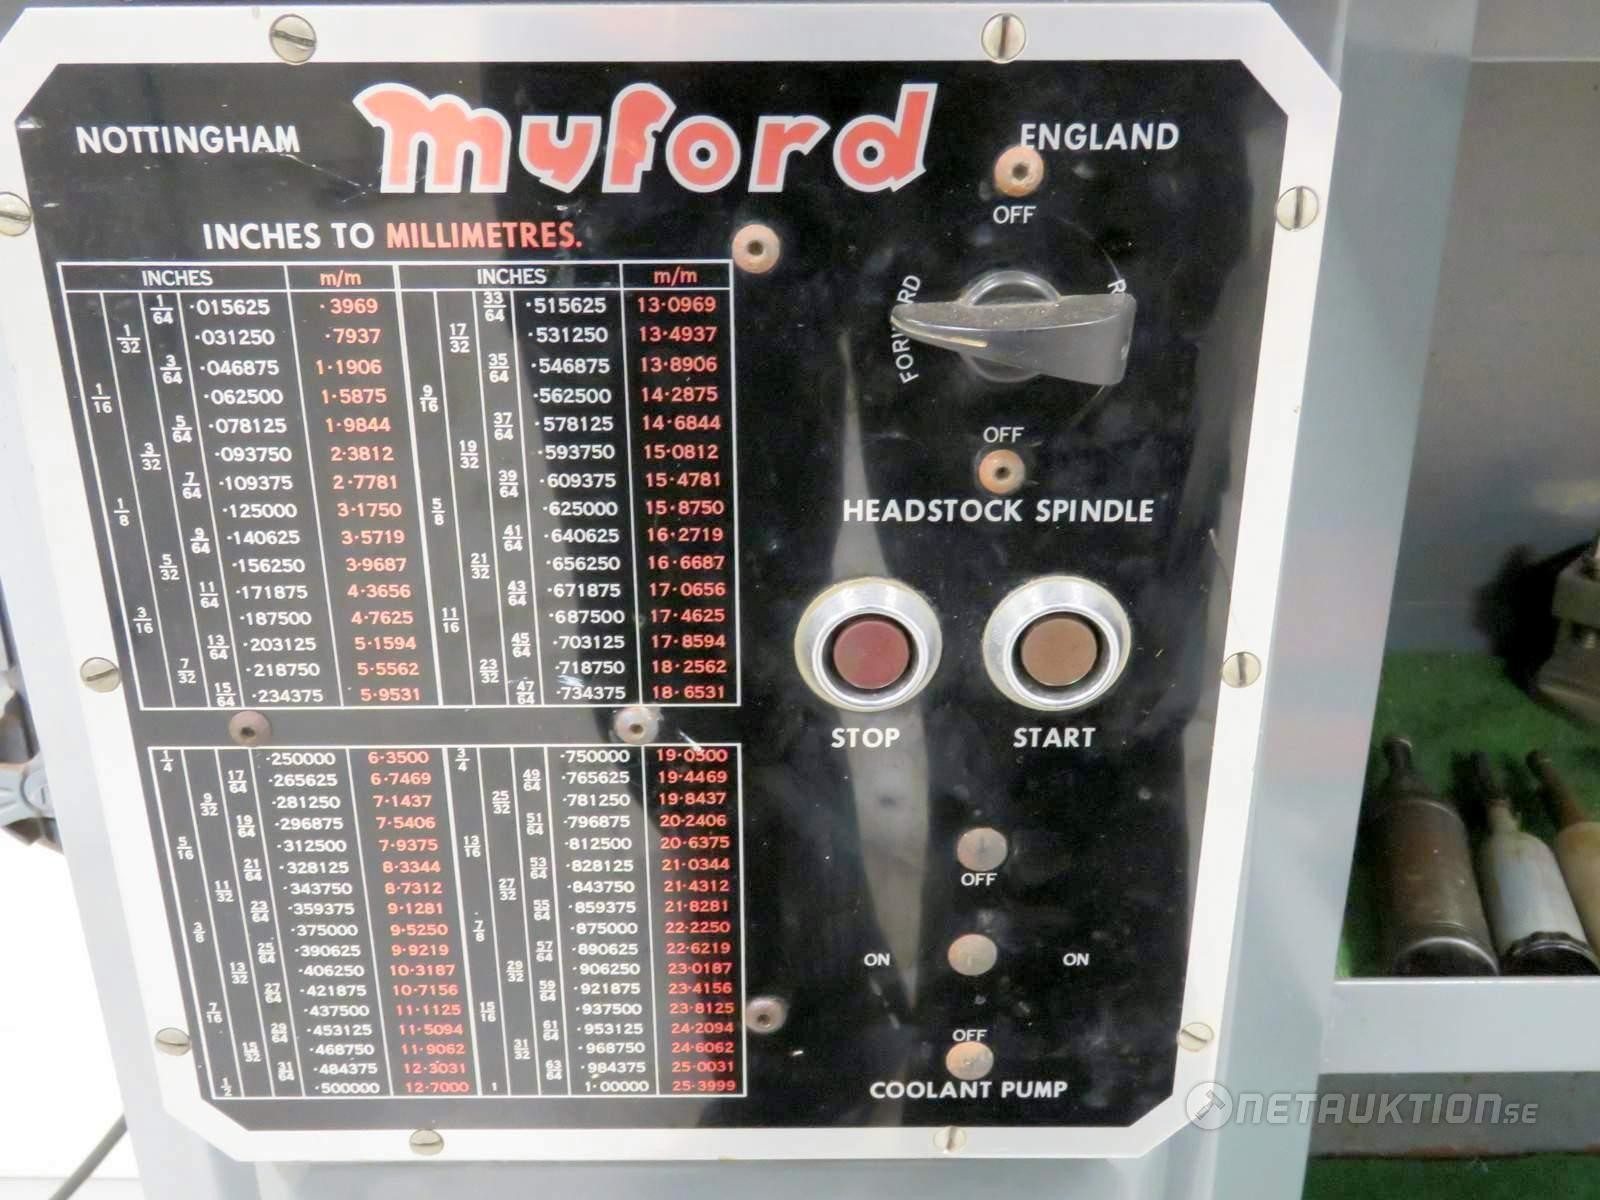 NOTTINGHAM myford ENGLAND
INCHES TO MILLIMETRES.
INCHES m/m INCHES m/m
1/64 .015625 .3969 33/64 .515625 13.0969
1/32 .031250 .7937 17/32 .531250 13.4937
3/64 .046875 1.1906 35/64 .546875 13.8906
1/16 .062500 1.5875 9/16 .562500 14.2875
5/64 .078125 1.9844 37/64 .578125 14.6844
3/32 .093750 2.3812 19/32 .593750 15.0812
7/64 .109375 2.7781 39/64 .609375 15.4781
1/8 .125000 3.1750 5/8 .625000 15.8750
9/64 .140625 3.5719 41/64 .640625 16.2719
5/32 .156250 3.9687 21/32 .656250 16.6687
11/64 .171875 4.3656 43/64 .671875 17.0656
3/16 .187500 4.7625 11/16 .687500 17.4625
13/64 .203125 5.1594 45/64 .703125 17.8594
7/32 .218750 5.5562 23/32 .718750 18.2562
15/64 .234375 5.9531 47/64 .734375 18.6531
1/4 .250000 6.3500 3/4 .750000 19.0500
17/64 .265625 6.7469 49/64 .765625 19.4469
9/32 .281250 7.1437 25/32 .781250 19.8437
19/64 .296875 7.5406 51/64 .796875 20.2406
5/16 .312500 7.9375 13/16 .812500 20.6375
21/64 .328125 8.3344 53/64 .828125 21.0344
11/32 .343750 8.7312 27/32 .843750 21.4312
23/64 .359375 9.1281 55/64 .859375 21.8281
3/8 .375000 9.5250 7/8 .875000 22.2250
25/64 .390625 9.9219 57/64 .890625 22.6219
13/32 .406250 10.3187 29/32 .906250 23.0187
27/64 .421875 10.7156 59/64 .921875 23.4156
7/16 .437500 11.1125 15/16 .937500 23.8125
29/64 .453125 11.5094 61/64 .953125 24.2094
15/32 .468750 11.9062 31/32 .968750 24.6062
31/64 .484375 12.3031 63/64 .984375 25.0031
1/2 .500000 12.7000 1 1.00000 25.3999
OFF
FORWARD
OFF
HEADSTOCK SPINDLE
STOP START
OFF
ON ON
OFF
COOLANT PUMP
NETAUKTION.SE